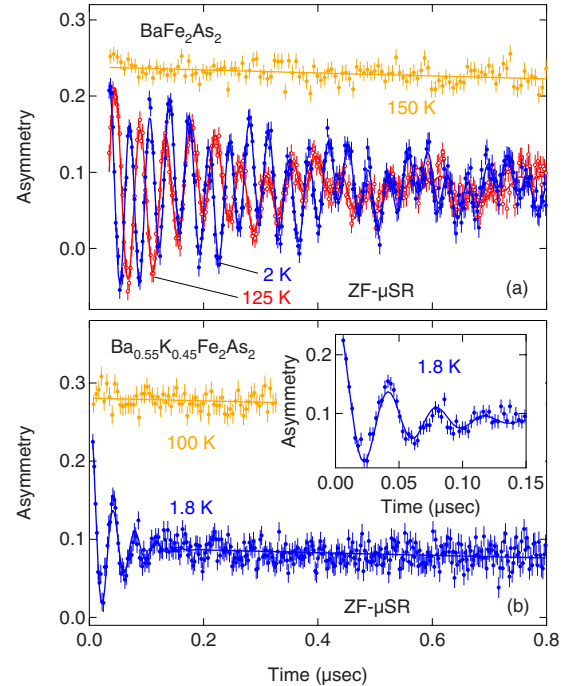 0.3
BaFe2As2
0.2
150 K
Asymmetry
0.1
0.0
2 K
125 K
(a)
ZF-μSR
Ba0.55K0.45Fe2As2
0.3
100 K
0.2
Asymmetry
1.8 K
0.1
0.0
0.2
1.8 K
Asymmetry
0.1
0.00
0.05
0.10
0.15
Time (μsec)
ZF-μSR
(b)
0.0
0.2
0.4
0.6
0.8
Time (μsec)